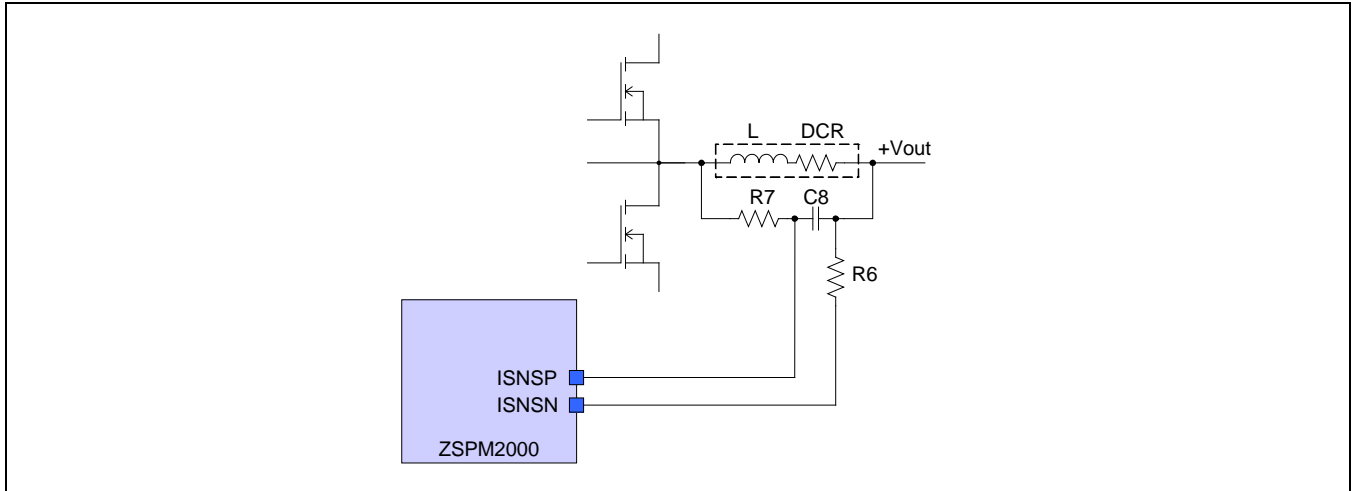 L
DCR
+Vout
R7
C8
R6
ISNSP
ISNSN
ZSPM2000